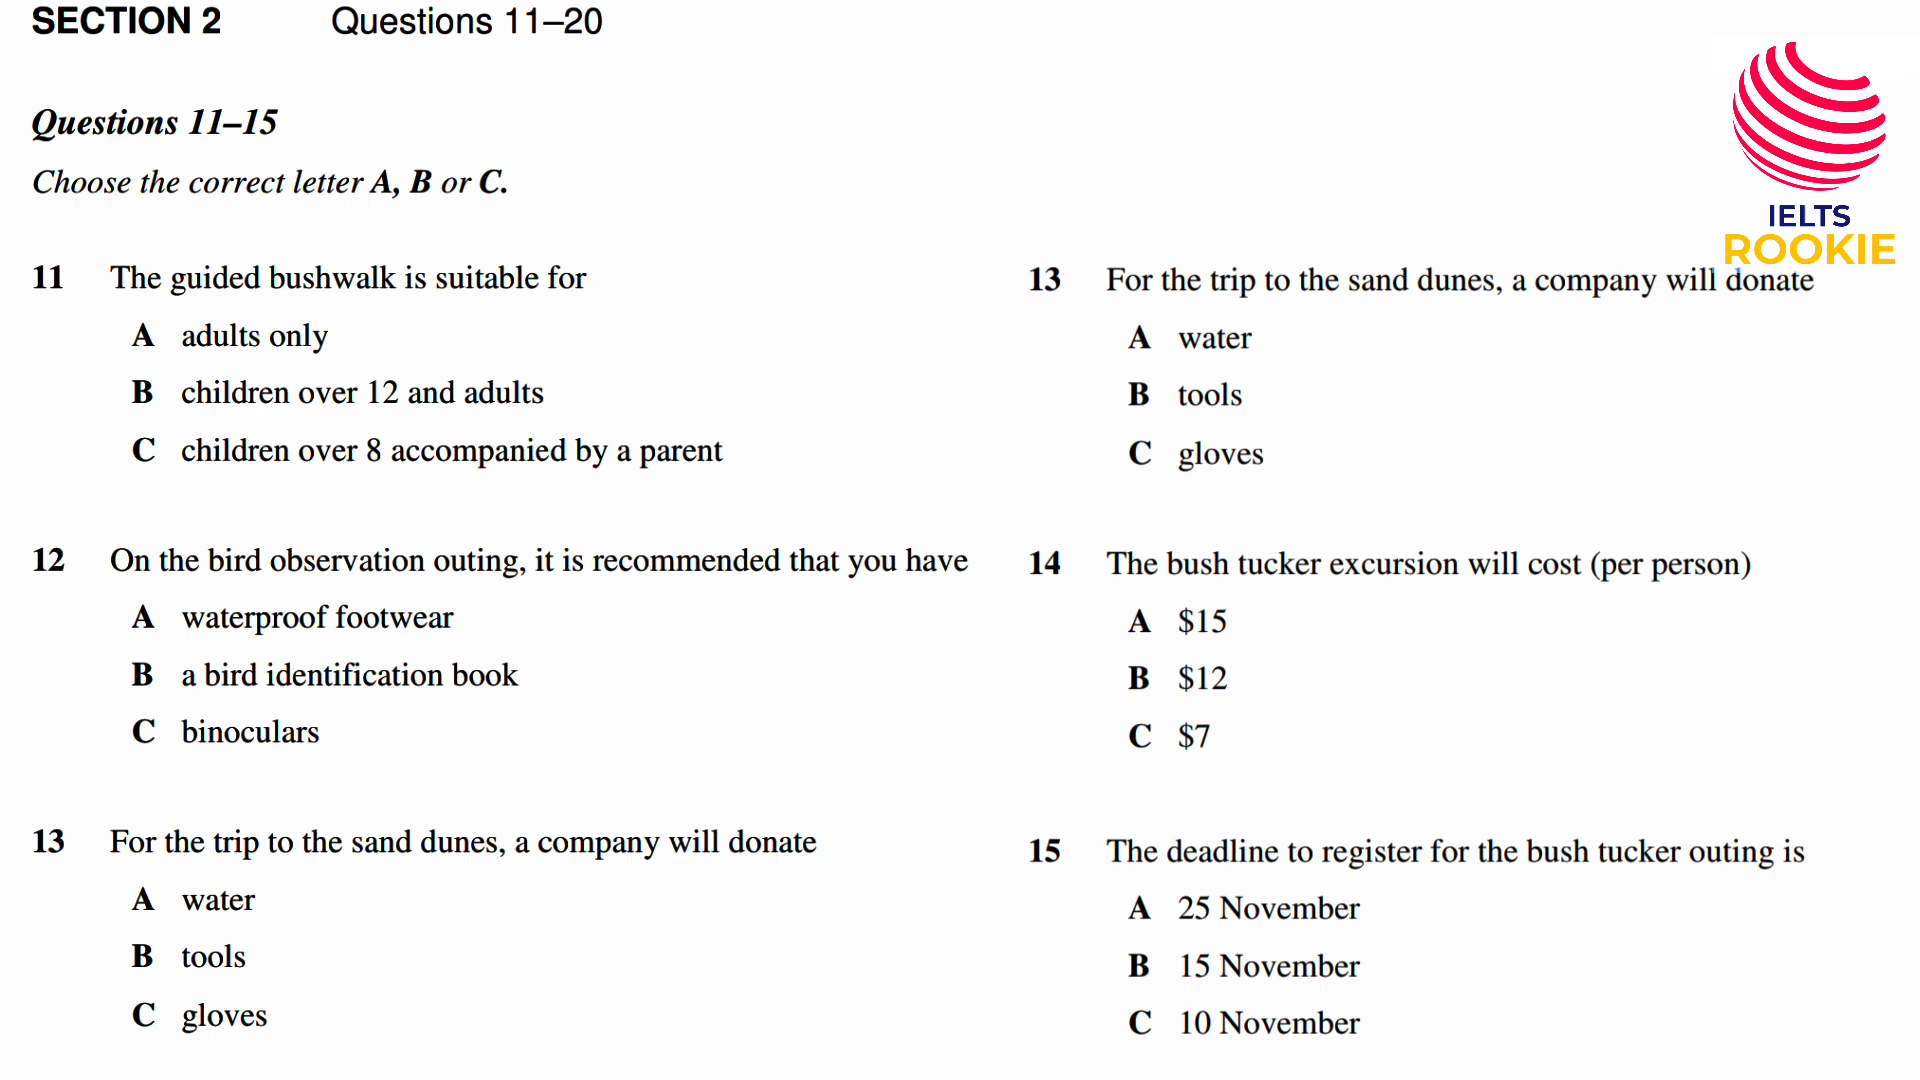 SECTION 2 Questions 11–20
Questions 11–15
Choose the correct letter A, B or C.
11 The guided bushwalk is suitable for
A adults only
B children over 12 and adults
C children over 8 accompanied by a parent
12 On the bird observation outing, it is recommended that you have
A waterproof footwear
B a bird identification book
C binoculars
13 For the trip to the sand dunes, a company will donate
A water
B tools
C gloves
IELTS
ROOKIE
13 For the trip to the sand dunes, a company will donate
A water
B tools
C gloves
14 The bush tucker excursion will cost (per person)
A $15
B $12
C $7
15 The deadline to register for the bush tucker outing is
A 25 November
B 15 November
C 10 November